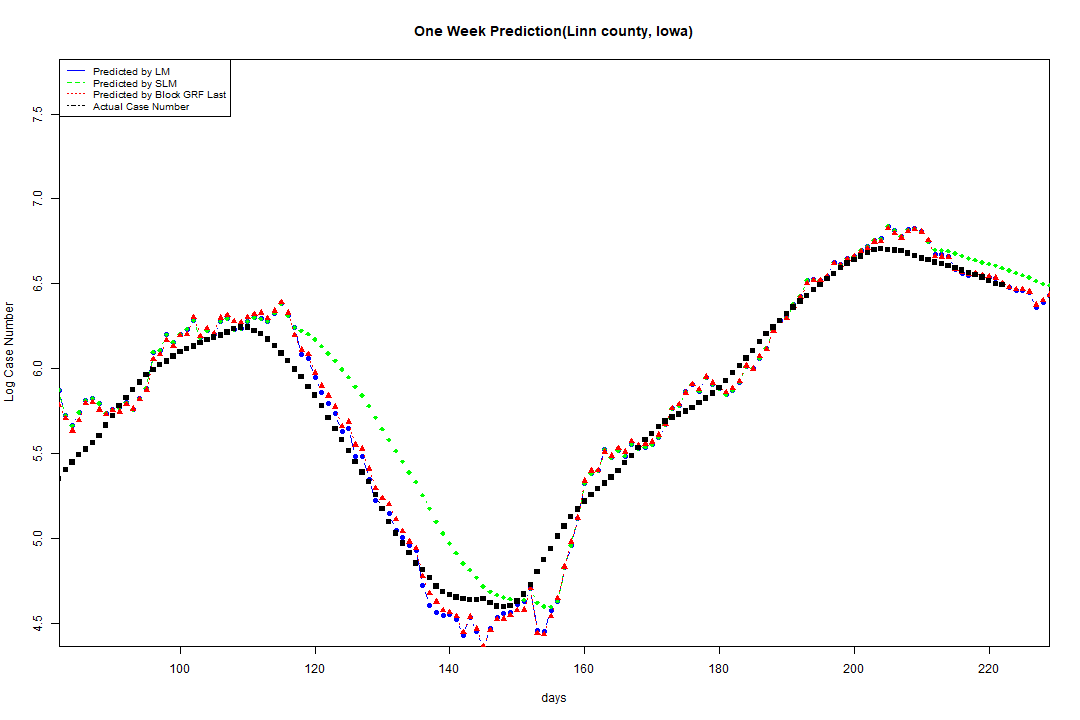 One Week Prediction(Linn county, Iowa)
Predicted by LM
Predicted by SLM
Predicted by Block GRF Last
Actual Case Number
7.5
7.0
6.5
6.0
5.5
5.0
4.5
Log Case Number
100 120 140 160 180 200 220
days